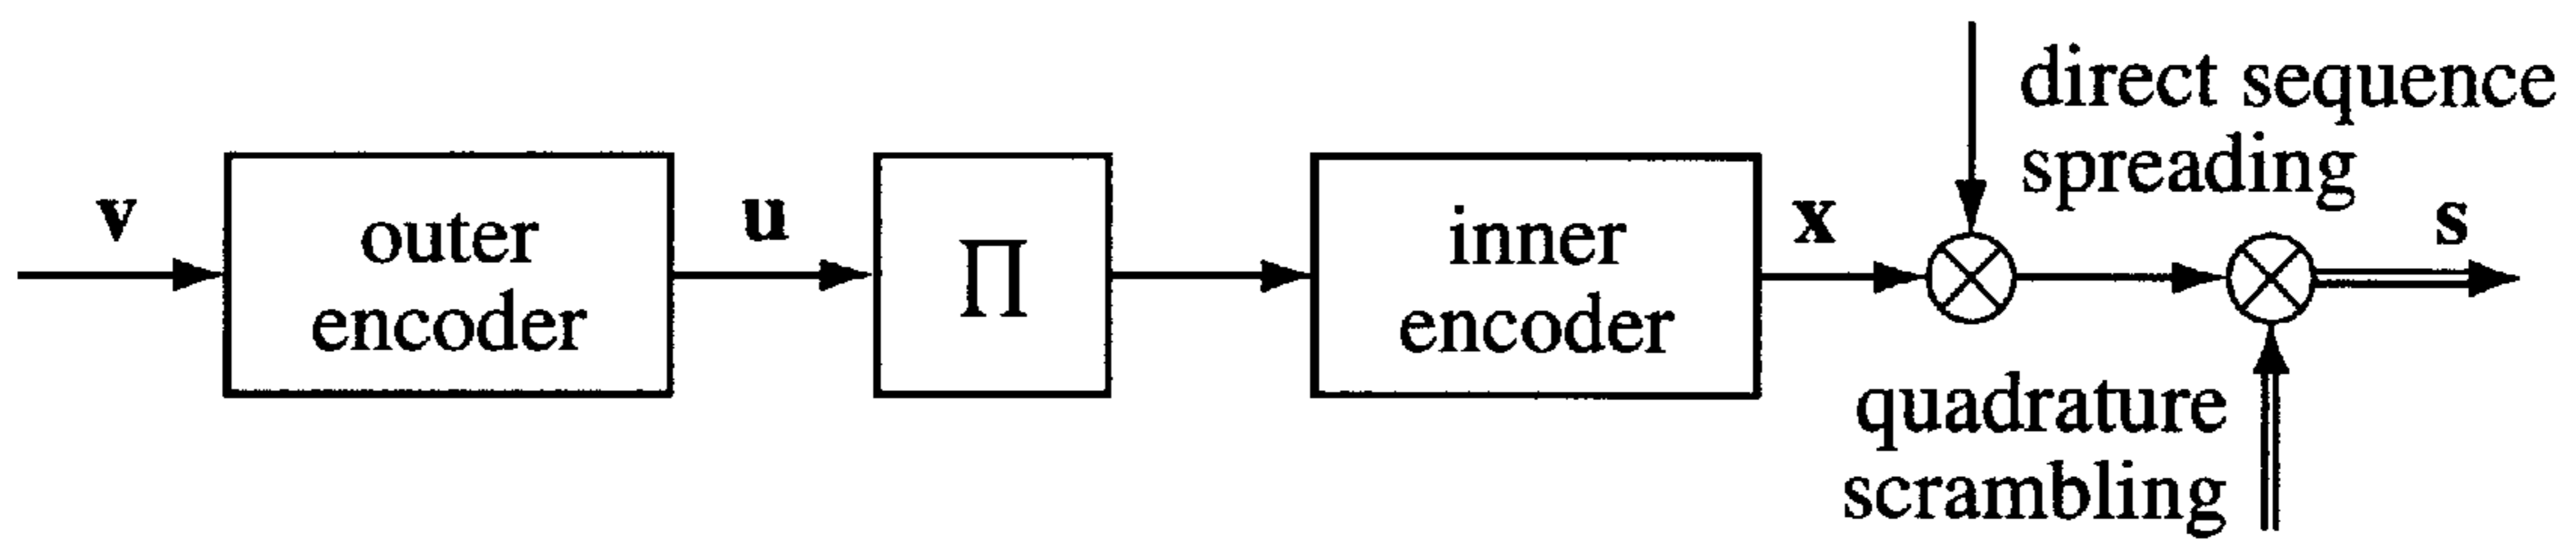 v
outer
encoder
u
Π
inner
encoder
x
direct sequence
spreading
s
quadrature
scrambling